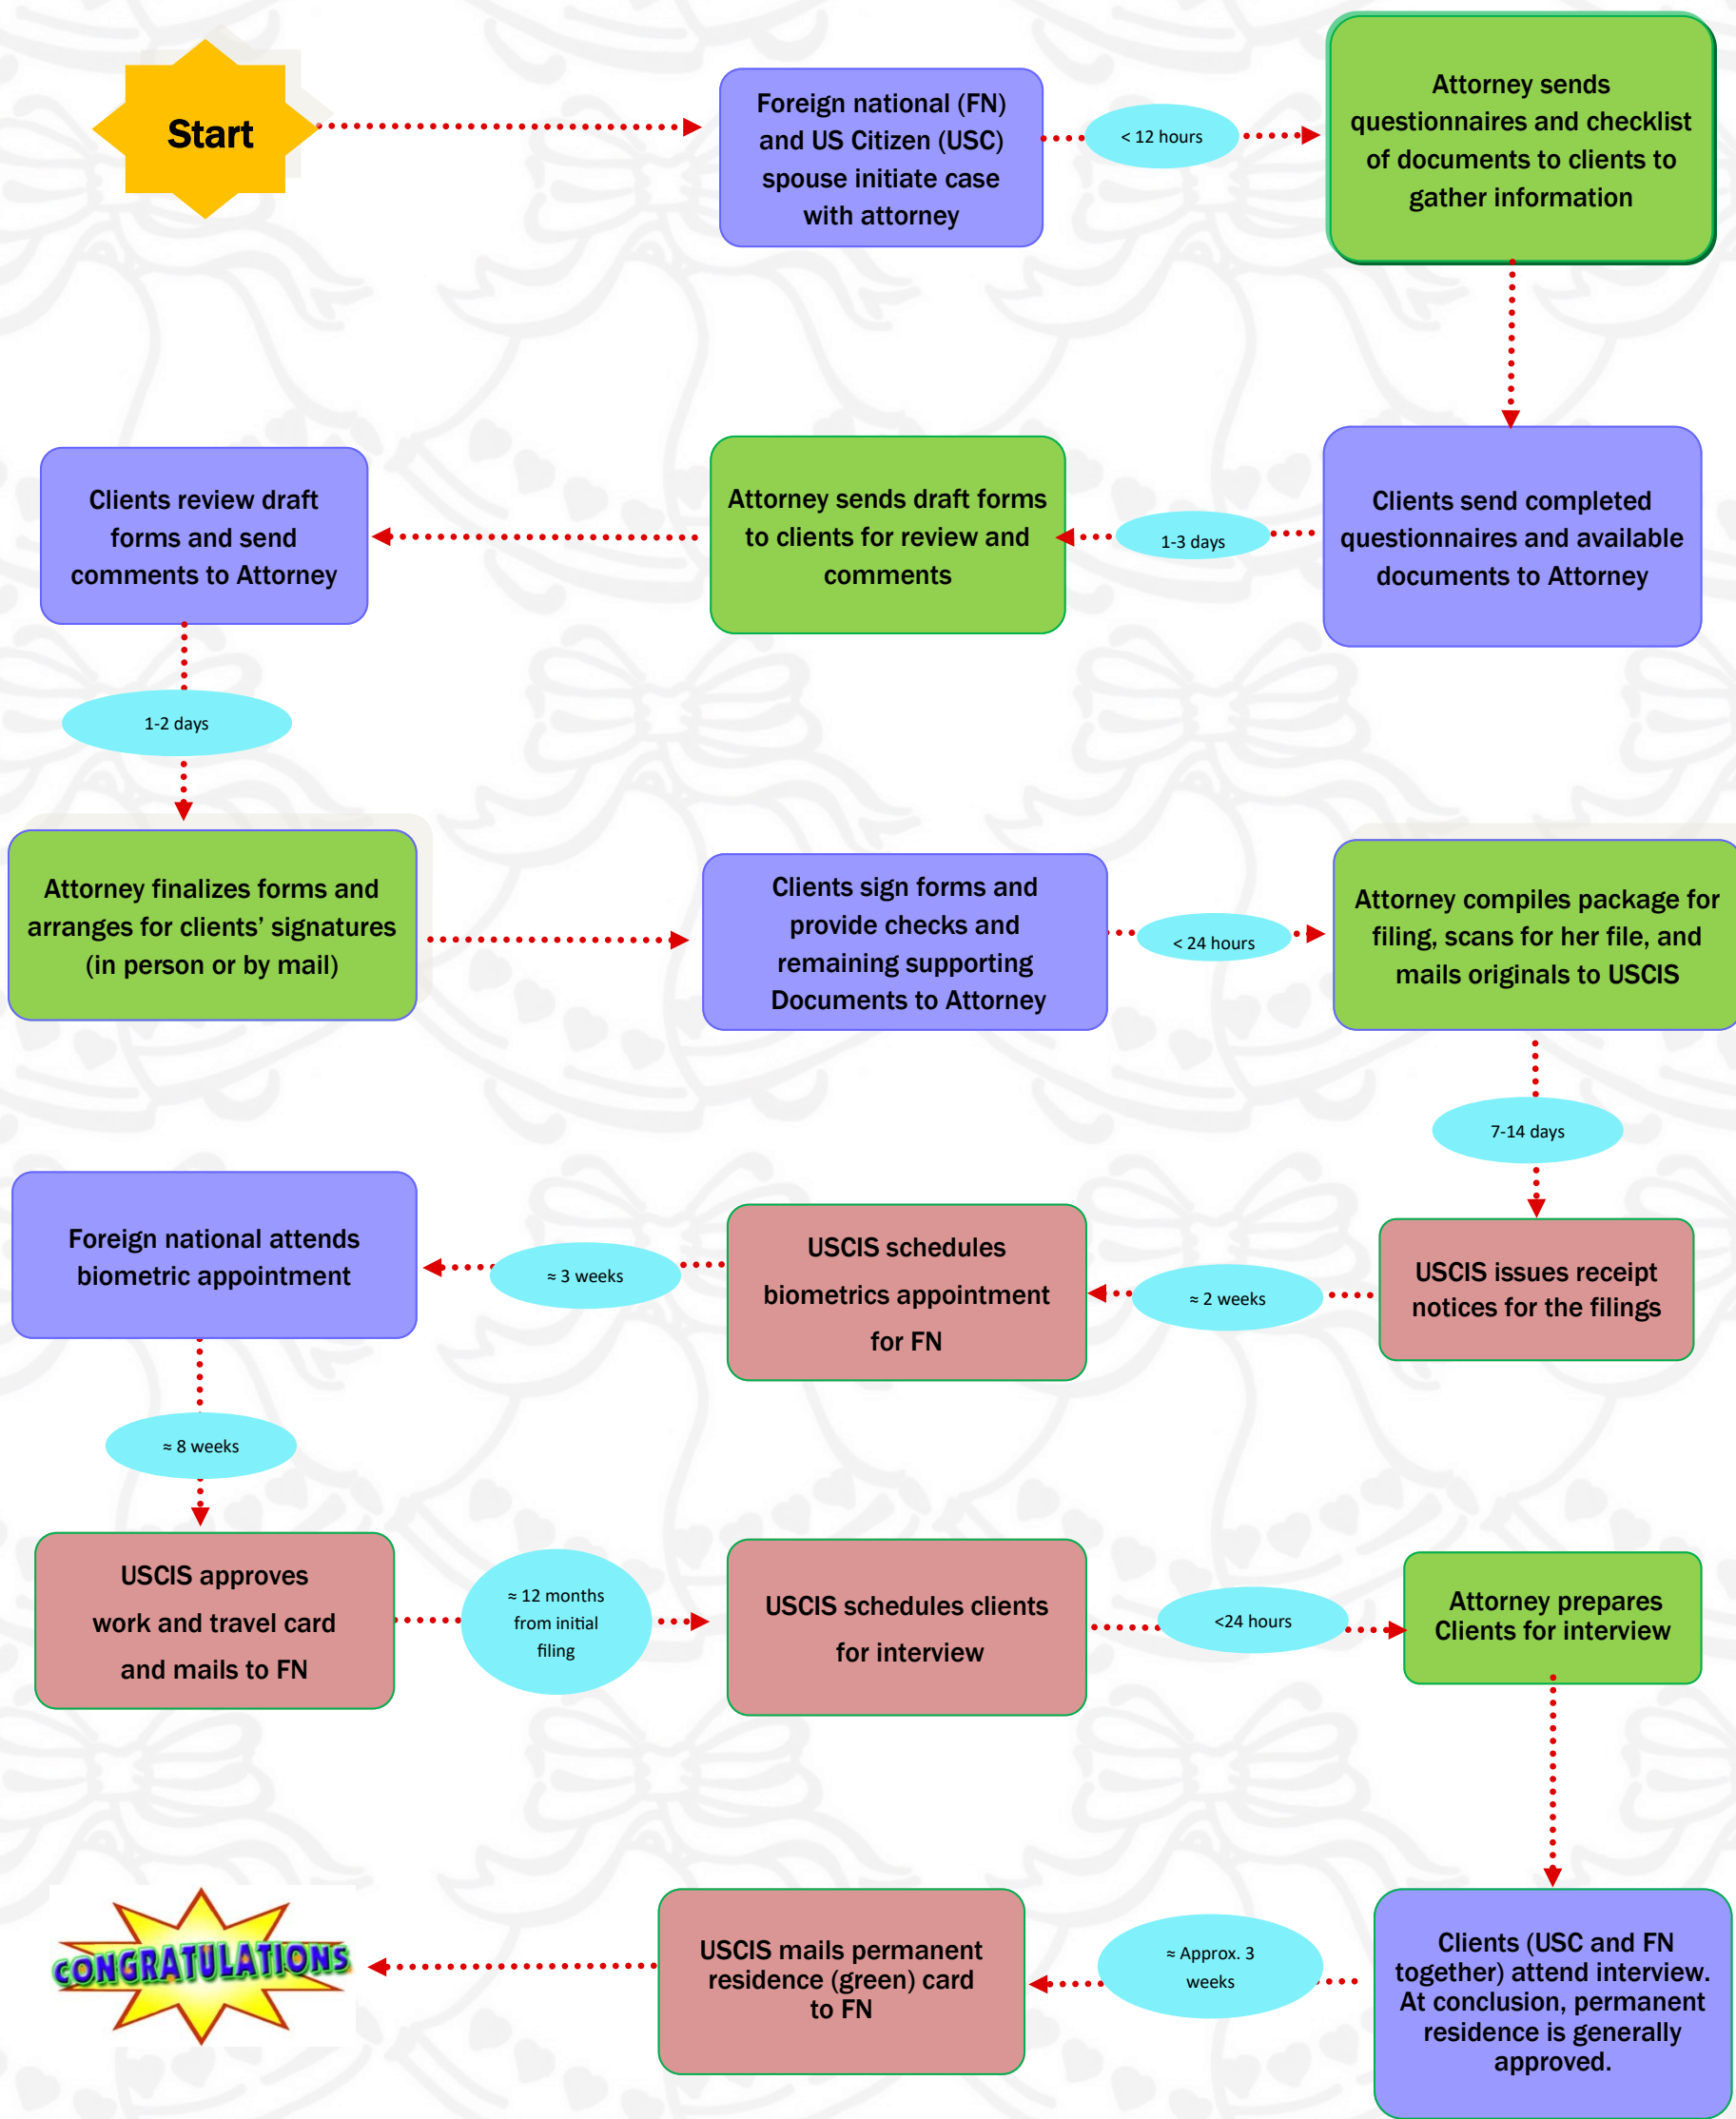 Start
Foreign national (FN)
and US Citizen (USC)
spouse initiate case
with attorney
< 12 hours
Attorney sends
questionnaires and checklist
of documents to clients to
gather information
Clients send completed
questionnaires and available
documents to Attorney
1-3 days
Attorney sends draft forms
to clients for review and
comments
Clients review draft
forms and send
comments to Attorney
1-2 days
Attorney finalizes forms and
arranges for clients’ signatures
(in person or by mail)
Clients sign forms and
provide checks and
remaining supporting
Documents to Attorney
< 24 hours
Attorney compiles package for
filing, scans for her file, and
mails originals to USCIS
7-14 days
USCIS issues receipt
notices for the filings
≈ 2 weeks
USCIS schedules
biometrics appointment
for FN
≈ 3 weeks
Foreign national attends
biometric appointment
≈ 8 weeks
USCIS approves
work and travel card
and mails to FN
≈ 12 months
from initial
filing
USCIS schedules clients
for interview
<24 hours
Attorney prepares
Clients for interview
Clients (USC and FN
together) attend interview.
At conclusion, permanent
residence is generally
approved.
≈ Approx. 3
weeks
USCIS mails permanent
residence (green) card
to FN
CONGRATULATIONS